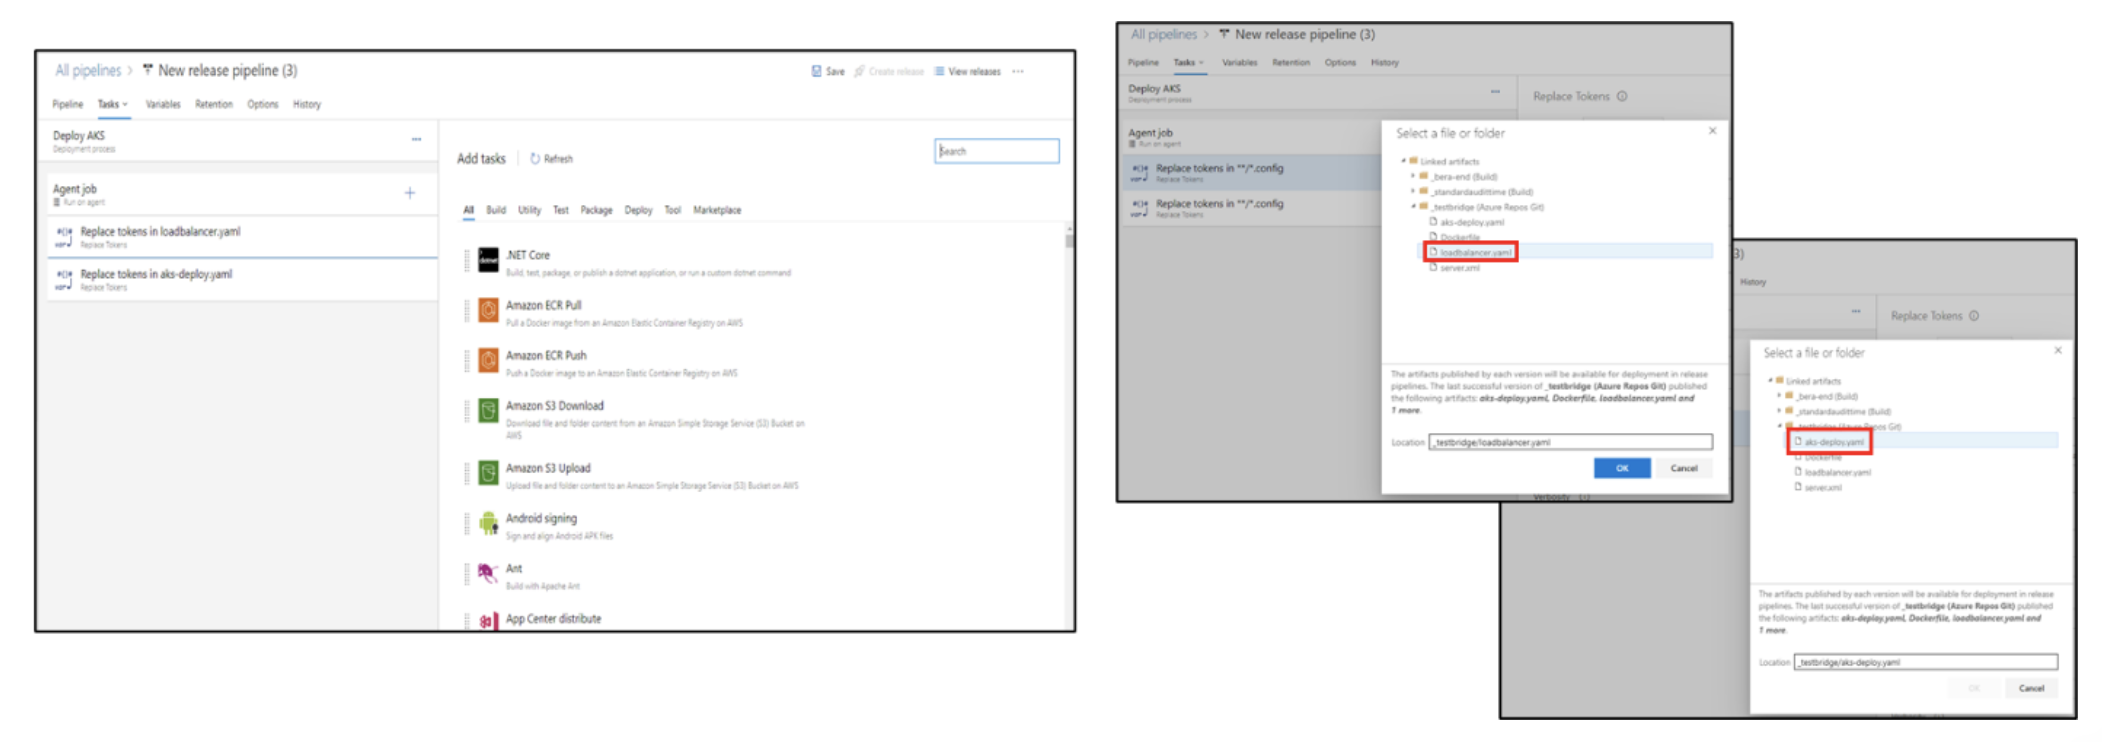 All pipelines > New release pipeline (3)
Save Create release View releases ...
Pipeline Tasks Variables Retention Options History
Deploy AKS
Deployment process
Agent job
Run on agent
Replace tokens in loadbalancer.yaml
Replace Tokens
Replace tokens in aks-deploy.yaml
Replace Tokens
Add tasks Refresh
Search
All Build Utility Test Package Deploy Tool Marketplace
.NET Core
Build, test, package, or publish a dotnet application, or run a custom dotnet command
Amazon ECR Pull
Pull a Docker image from an Amazon Elastic Container Registry on AWS
Amazon ECR Push
Push a Docker image to an Amazon Elastic Container Registry on AWS
Amazon S3 Download
Download file and folder content from an Amazon Simple Storage Service (S3) Bucket on
AWS
Amazon S3 Upload
Upload file and folder content to an Amazon Simple Storage Service (S3) Bucket on AWS
Android signing
Sign and align Android APK files
Ant
Build with Apache Ant
App Center distribute
All pipelines > New release pipeline (3)
Pipeline Tasks Variables Retention Options History
Deploy AKS
Deployment process
Replace Tokens
Agent job
Run on agent
Replace tokens in **/*.config
Replace Tokens
Replace tokens in **/*.config
Replace Tokens
Select a file or folder
Linked artifacts
_bera-end (Build)
_standardaudittime (Build)
_testbridge (Azure Repos Git)
aks-deploy.yaml
Dockerfile
loadbalancer.yaml
server.xml
The artifacts published by each version will be available for deployment in release
pipelines. The last successful version of _testbridge (Azure Repos Git) published
the following artifacts: aks-deploy.yaml, Dockerfile, loadbalancer.yaml and
1 more.
Location _testbridge/loadbalancer.yaml
OK Cancel
Verbosity
3)
History
Replace Tokens
Select a file or folder
Linked artifacts
_bera-end (Build)
_standardaudittime (Build)
_testbridge (Azure Repos Git)
aks-deploy.yaml
Dockerfile
loadbalancer.yaml
server.xml
The artifacts published by each version will be available for deployment in release
pipelines. The last successful version of _testbridge (Azure Repos Git) published
the following artifacts: aks-deploy.yaml, Dockerfile, loadbalancer.yaml and
1 more.
Location _testbridge/aks-deploy.yaml
OK Cancel